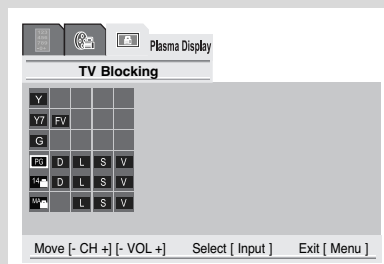 Plasma Display
TV Blocking
Y
Y7 FV
G
PG D L S V
14 D L S V
MA L S V
Move [- CH +] [- VOL +] Select [ Input ] Exit [ Menu ]